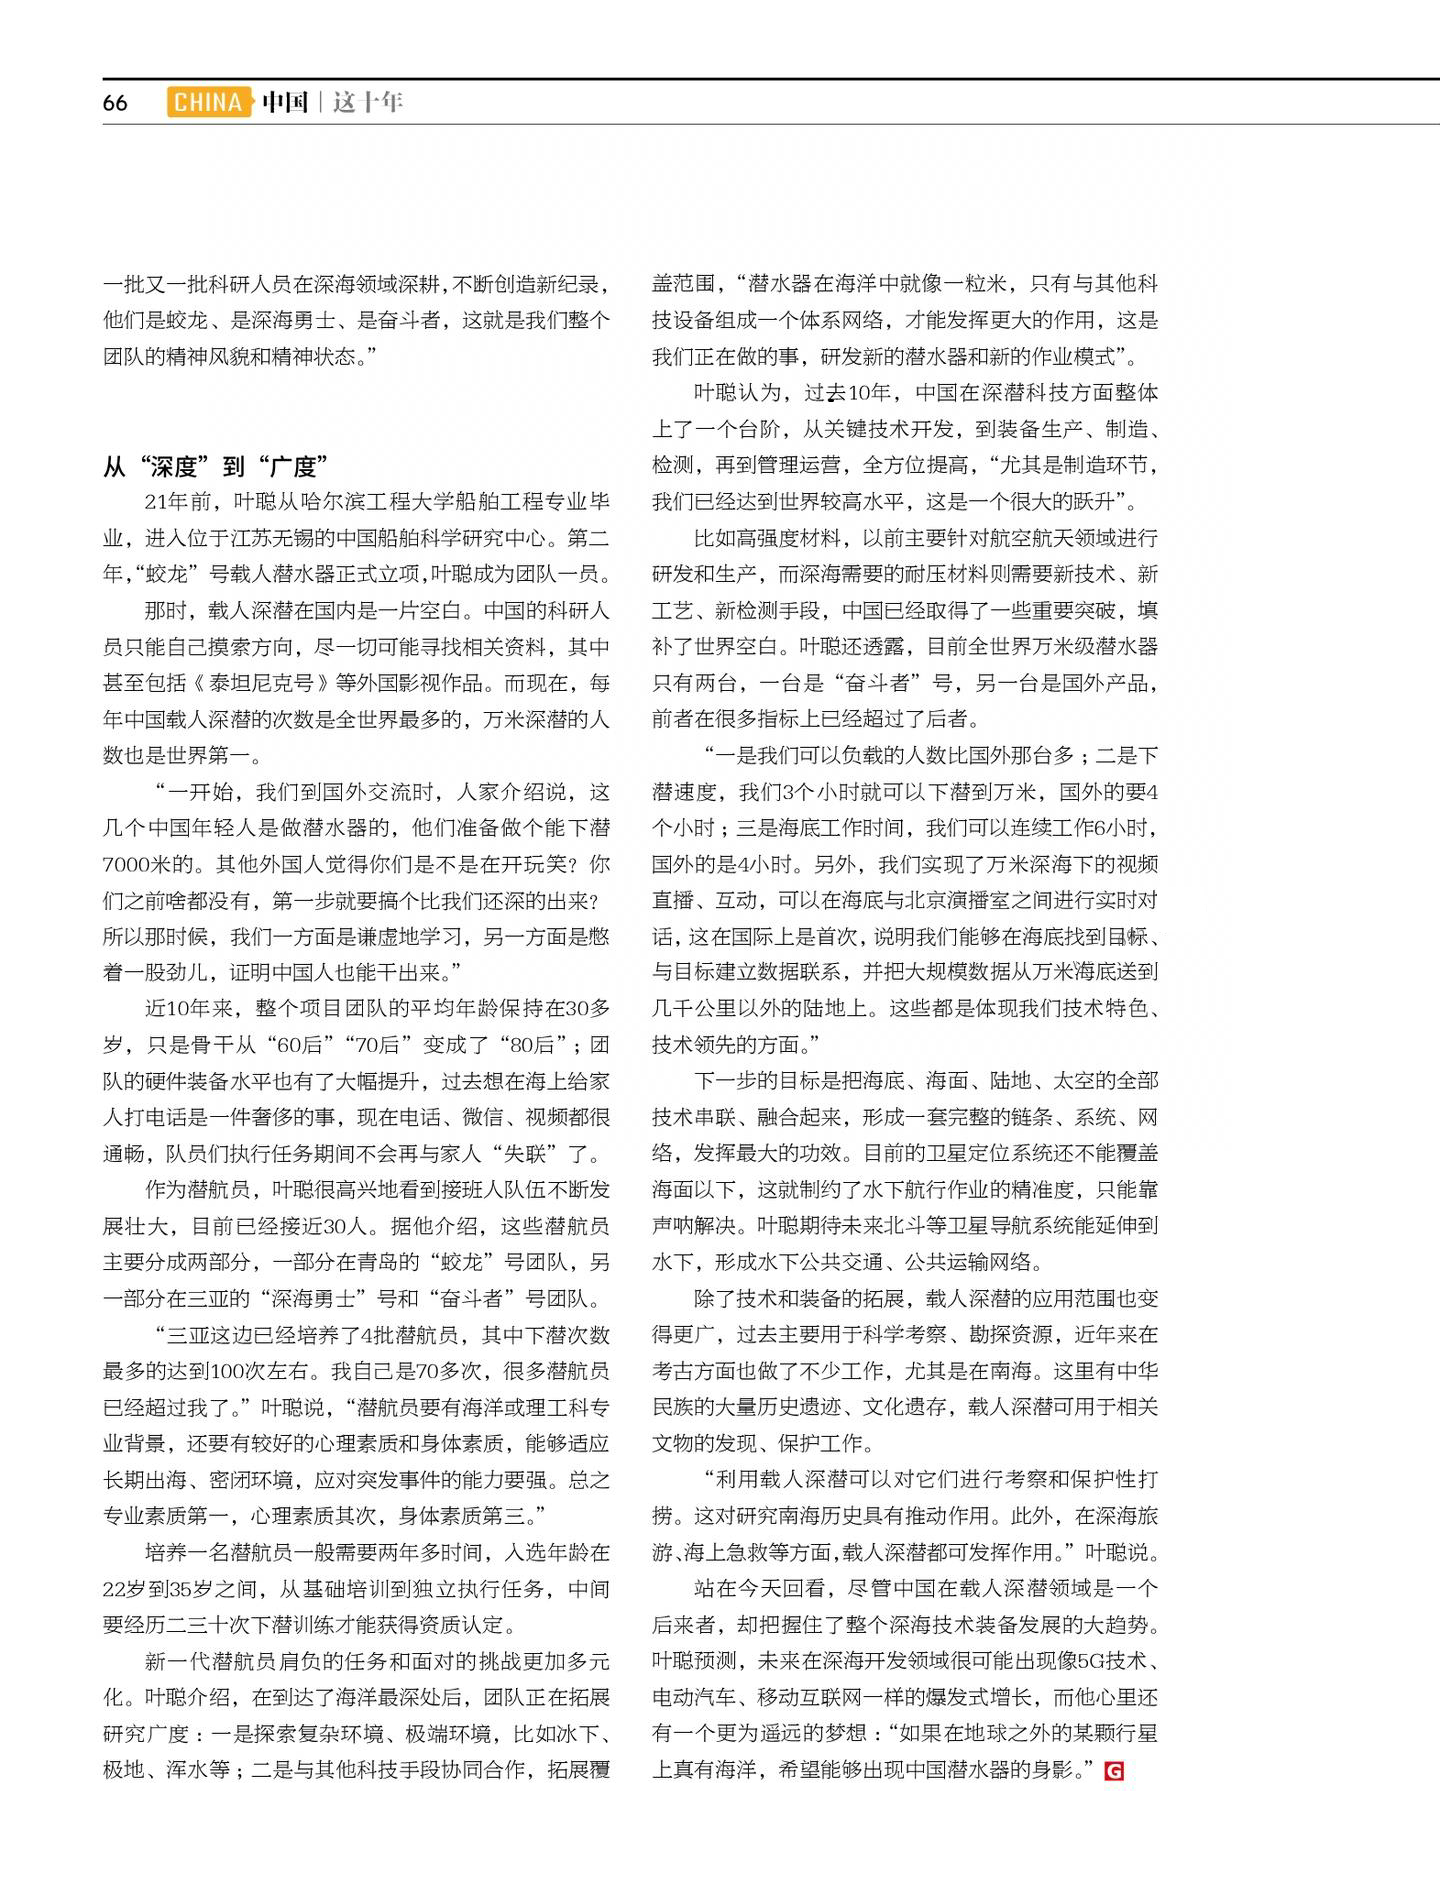 66 CHINA 中国 | 这十年
一批又一批科研人员在深海领域深耕，不断创造新纪录，
他们是蛟龙、是深海勇士、是奋斗者，这就是我们整个
团队的精神风貌和精神状态。”
从“深度”到“广度”
21年前，叶聪从哈尔滨工程大学船舶工程专业毕
业，进入位于江苏无锡的中国船舶科学研究中心。第二
年，“蛟龙”号载人潜水器正式立项，叶聪成为团队一员。
那时，载人深潜在国内是一片空白。中国的科研人
员只能自己摸索方向，尽一切可能寻找相关资料，其中
甚至包括《泰坦尼克号》等外国影视作品。而现在，每
年中国载人深潜的次数是全世界最多的，万米深潜的人
数也是世界第一。
“一开始，我们到国外交流时，人家介绍说，这
几个中国年轻人是做潜水器的，他们准备做个能下潜
7000米的。其他外国人觉得你们是不是在开玩笑？你
们之前啥都没有，第一步就要搞个比我们还深的出来？
所以那时候，我们一方面是谦虚地学习，另一方面是憋
着一股劲儿，证明中国人也能干出来。”
近10年来，整个项目团队的平均年龄保持在30多
岁，只是骨干从“60后”“70后”变成了“80后”；团
队的硬件装备水平也有了大幅提升，过去想在海上给家
人打电话是一件奢侈的事，现在电话、微信、视频都很
通畅，队员们执行任务期间不会再与家人“失联”了。
作为潜航员，叶聪很高兴地看到接班人队伍不断发
展壮大，目前已经接近30人。据他介绍，这些潜航员
主要分成两部分，一部分在青岛的“蛟龙”号团队，另
一部分在三亚的“深海勇士”号和“奋斗者”号团队。
“三亚这边已经培养了4批潜航员，其中下潜次数
最多的达到100次左右。我自己是70多次，很多潜航员
已经超过我了。”叶聪说，“潜航员要有海洋或理工科专
业背景，还要有较好的心理素质和身体素质，能够适应
长期出海、密闭环境，应对突发事件的能力要强。总之
专业素质第一，心理素质其次，身体素质第三。”
培养一名潜航员一般需要两年多时间，入选年龄在
22岁到35岁之间，从基础培训到独立执行任务，中间
要经历二三十次下潜训练才能获得资质认定。
新一代潜航员肩负的任务和面对的挑战更加多元
化。叶聪介绍，在到达了海洋最深处后，团队正在拓展
研究广度：一是探索复杂环境、极端环境，比如冰下、
极地、浑水等；二是与其他科技手段协同合作，拓展覆
盖范围，“潜水器在海洋中就像一粒米，只有与其他科
技设备组成一个体系网络，才能发挥更大的作用，这是
我们正在做的事，研发新的潜水器和新的作业模式”。
叶聪认为，过去10年，中国在深潜科技方面整体
上了一个台阶，从关键技术开发，到装备生产、制造、
检测，再到管理运营，全方位提高，“尤其是制造环节，
我们已经达到世界较高水平，这是一个很大的跃升”。
比如高强度材料，以前主要针对航空航天领域进行
研发和生产，而深海需要的耐压材料则需要新技术、新
工艺、新检测手段，中国已经取得了一些重要突破，填
补了世界空白。叶聪还透露，目前全世界万米级潜水器
只有两台，一台是“奋斗者”号，另一台是国外产品，
前者在很多指标上已经超过了后者。
“一是我们可以负载的人数比国外那台多；二是下
潜速度，我们3个小时就可以下潜到万米，国外的要4
个小时；三是海底工作时间，我们可以连续工作6小时，
国外的是4小时。另外，我们实现了万米深海下的视频
直播、互动，可以在海底与北京演播室之间进行实时对
话，这在国际上是首次，说明我们能够在海底找到目标、
与目标建立数据联系，并把大规模数据从万米海底送到
几千公里以外的陆地上。这些都是体现我们技术特色、
技术领先的方面。”
下一步的目标是把海底、海面、陆地、太空的全部
技术串联、融合起来，形成一套完整的链条、系统、网
络，发挥最大的功效。目前的卫星定位系统还不能覆盖
海面以下，这就制约了水下航行作业的精准度，只能靠
声呐解决。叶聪期待未来北斗等卫星导航系统能延伸到
水下，形成水下公共交通、公共运输网络。
除了技术和装备的拓展，载人深潜的应用范围也变
得更广，过去主要用于科学考察、勘探资源，近年来在
考古方面也做了不少工作，尤其是在南海。这里有中华
民族的大量历史遗迹、文化遗存，载人深潜可用于相关
文物的发现、保护工作。
“利用载人深潜可以对它们进行考察和保护性打
捞。这对研究南海历史具有推动作用。此外，在深海旅
游、海上急救等方面，载人深潜都可发挥作用。”叶聪说。
站在今天回看，尽管中国在载人深潜领域是一个
后来者，却把握住了整个深海技术装备发展的大趋势。
叶聪预测，未来在深海开发领域很可能出现像5G技术、
电动汽车、移动互联网一样的爆发式增长，而他心里还
有一个更为遥远的梦想：“如果在地球之外的某颗行星
上真有海洋，希望能够出现中国潜水器的身影。” G